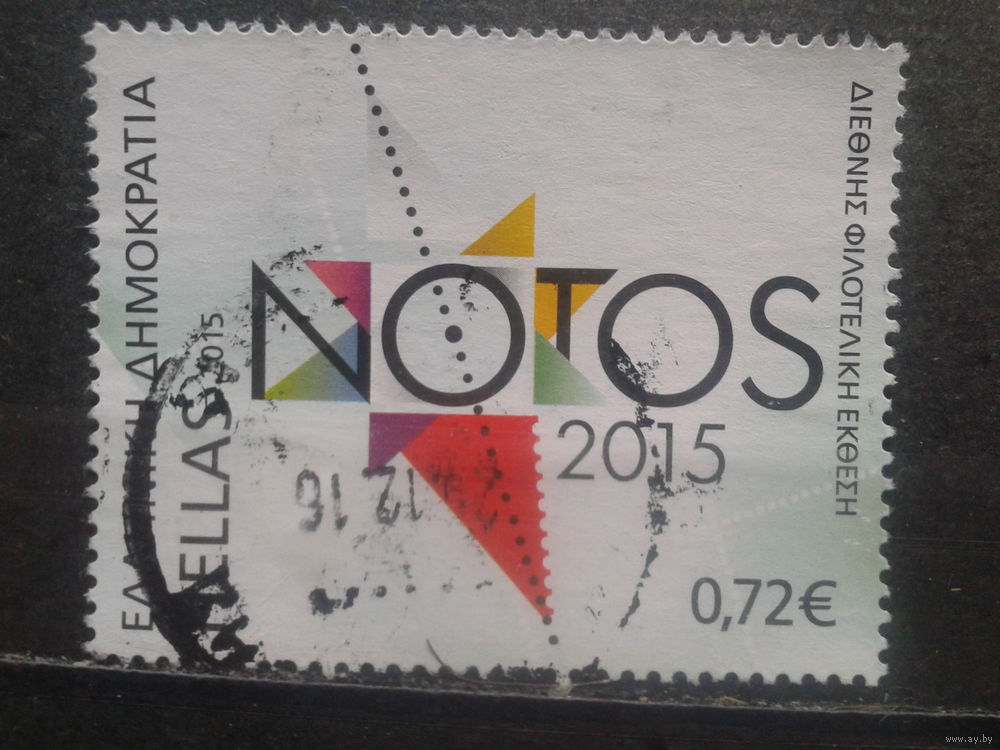 ΕΛΛΗΝΙΚΗ ΔΗΜΟΚΡΑΤΙΑ
HELLAS 2015
NOTOS
2015
ΔΙΕΘΝΗΣ ΦΙΛΟΤΕΛΙΚΗ ΕΚΘΕΣΗ
0,72€
12 16
www.ay.by